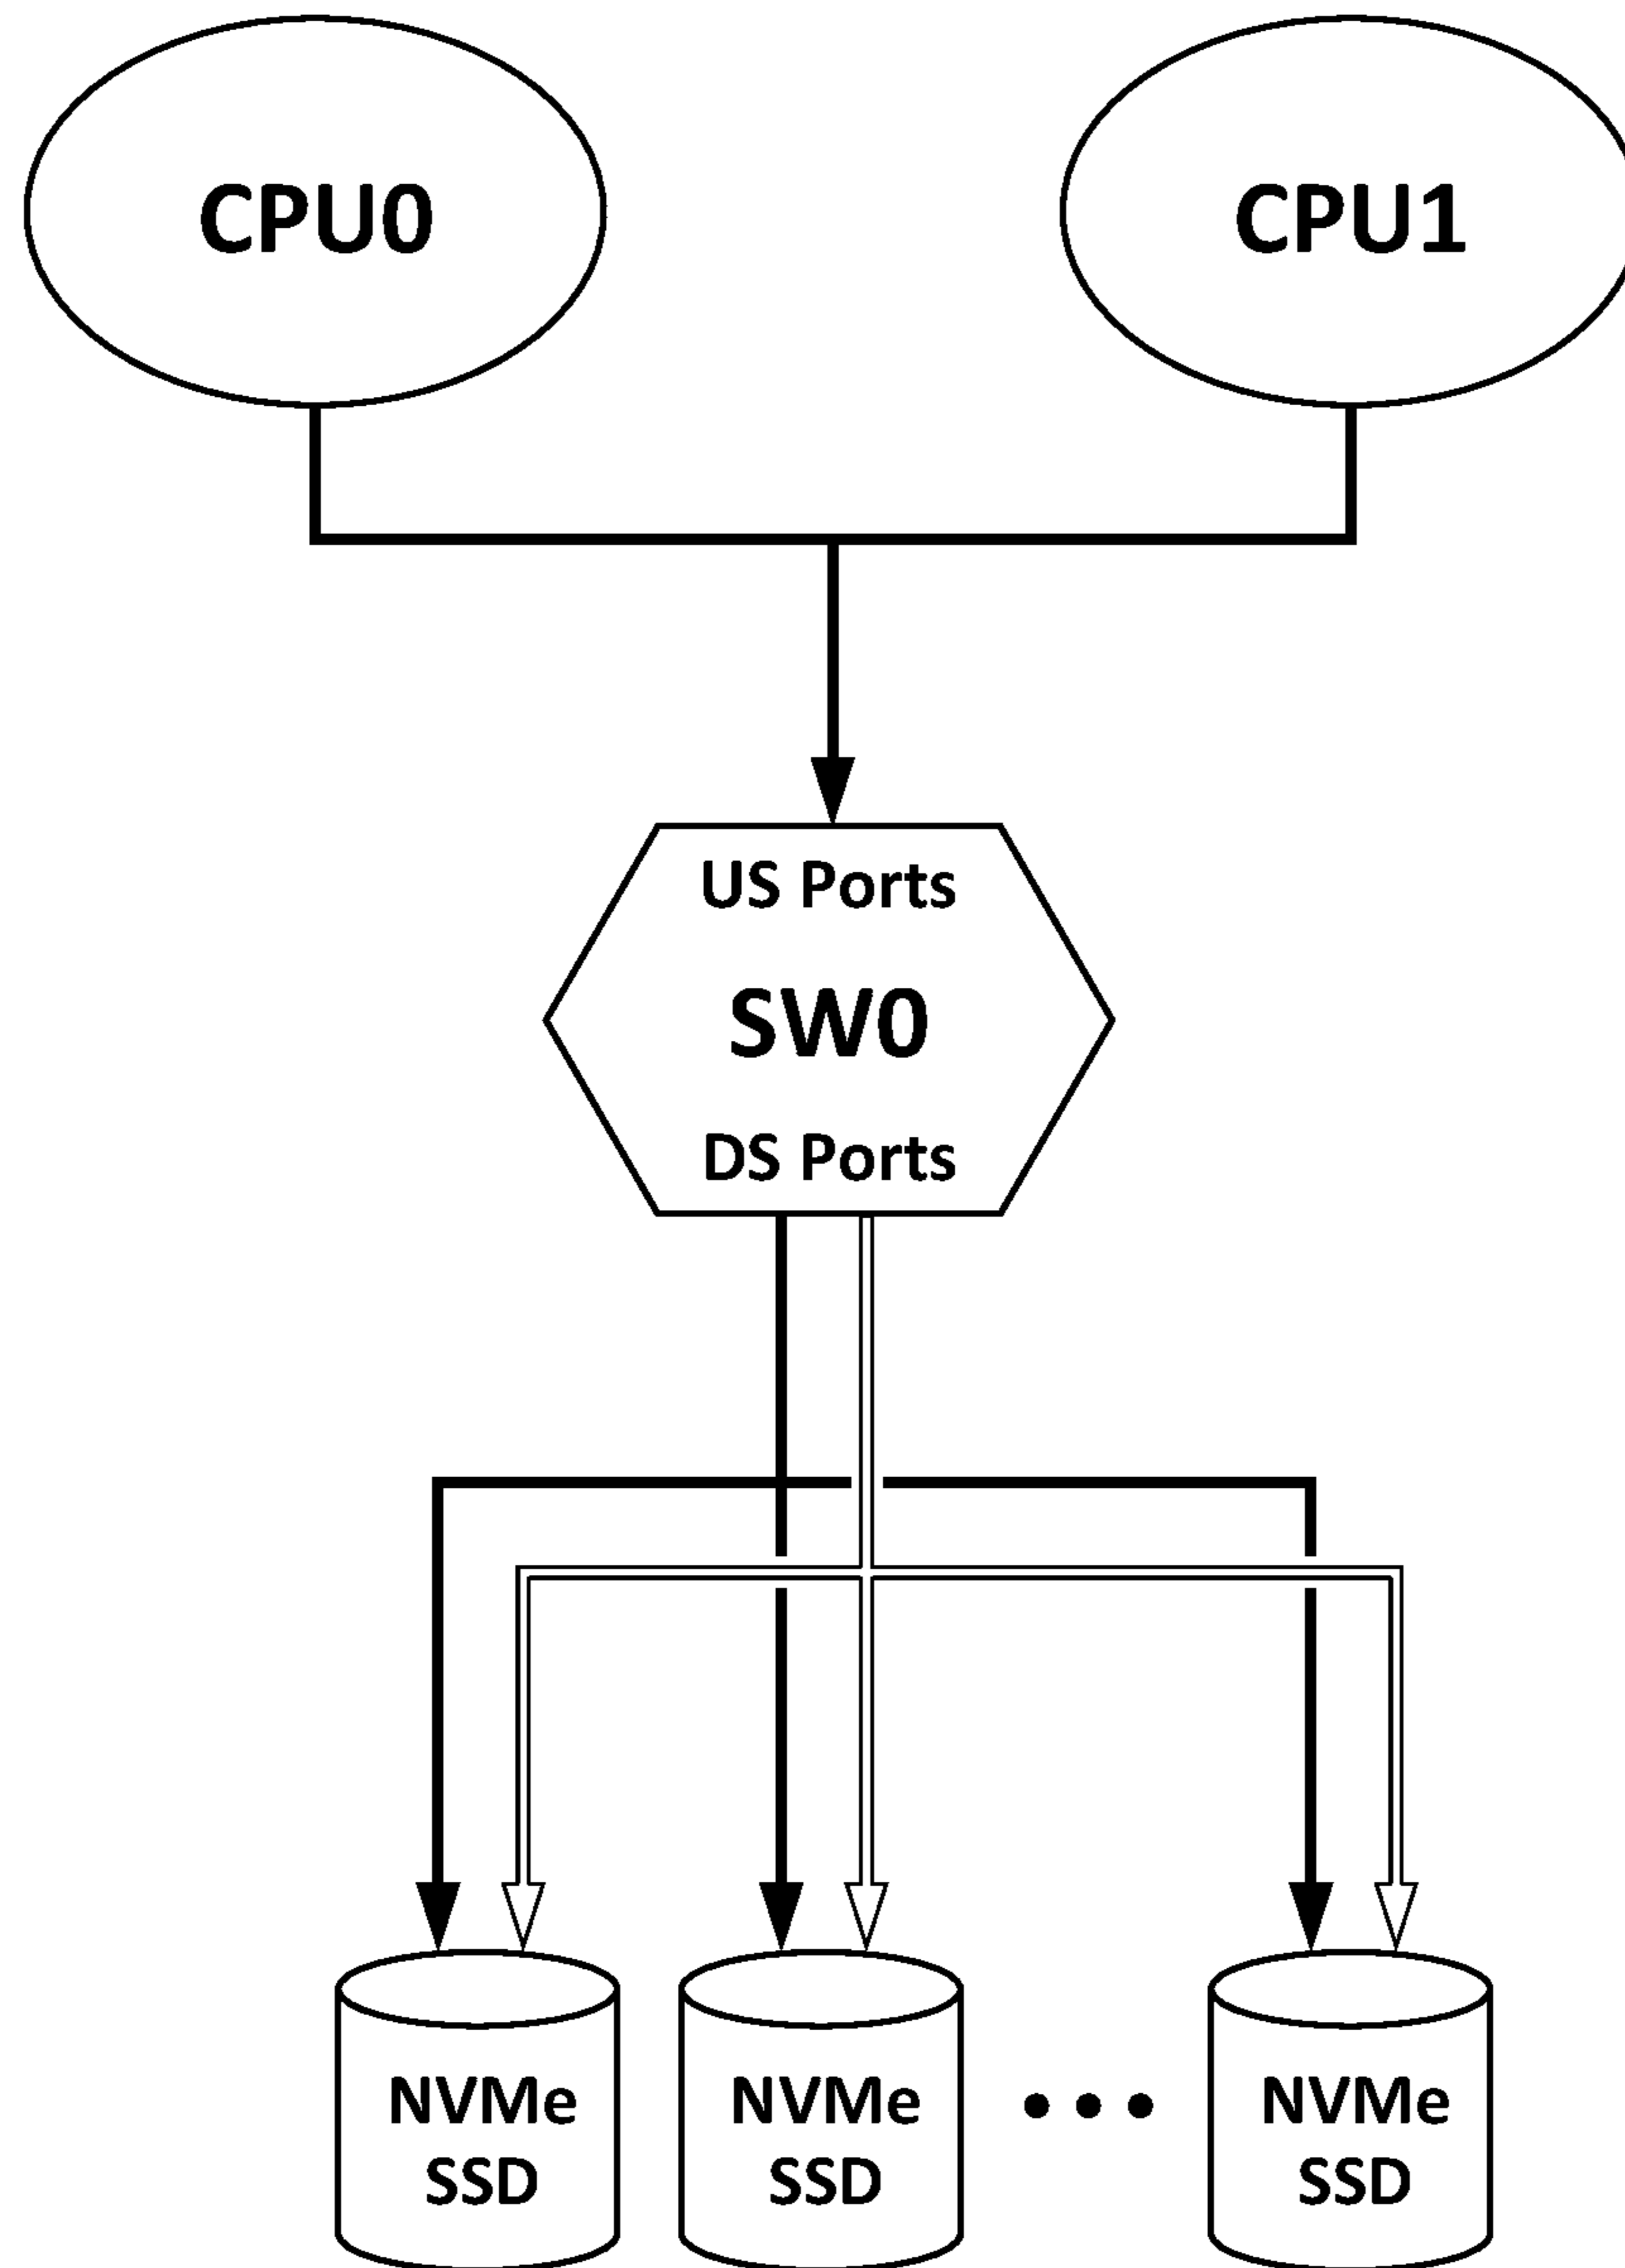 CPU0
CPU1
US Ports
SW0
DS Ports
NVMe
SSD
NVMe
SSD
NVMe
SSD